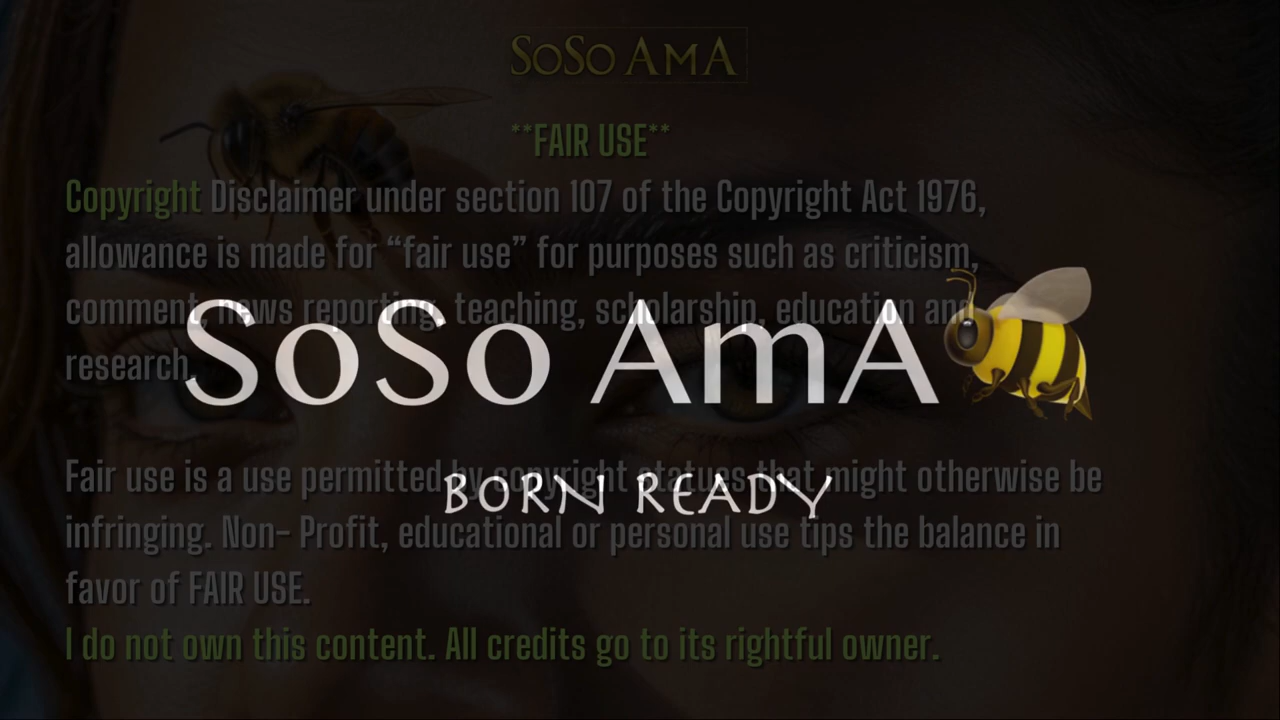 SoSo AmA
**FAIR USE**
Copyright Disclaimer under section 107 of the Copyright Act 1976,
allowance is made for “fair use” for purposes such as criticism,
comment, news reporting, teaching, scholarship, education and
research.
SoSo AmA
Fair use is a use permitted by copyright statutes that might otherwise be
BORN READY
infringing. Non- Profit, educational or personal use tips the balance in
favor of FAIR USE.
I do not own this content. All credits go to its rightful owner.